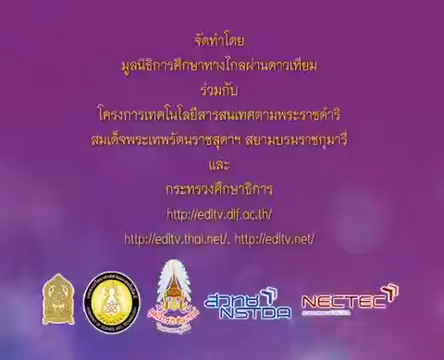 จัดทำโดย
มูลนิธิการศึกษาทางไกลผ่านดาวเทียม
ร่วมกับ
โครงการเทคโนโลยีสารสนเทศตามพระราชดำริ
สมเด็จพระเทพรัตนราชสุดาฯ สยามบรมราชกุมารี
และ
กระทรวงศึกษาธิการ
http://edltv.dlf.ac.th/
http://edltv.thai.net/, http://edltv.net/
สวทช
NSTDA
NECTEC